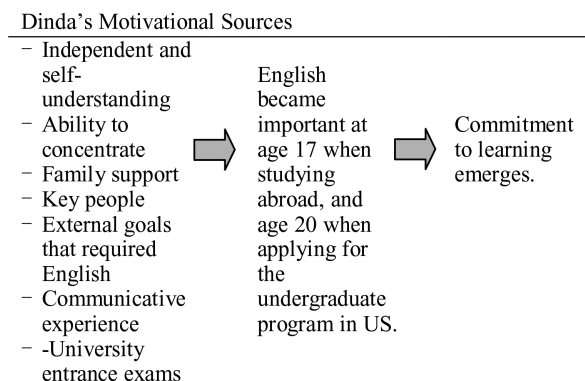 Dinda's Motivational Sources
− Independent and
self-
understanding
− Ability to
concentrate
− Family support
− Key people
− External goals
that required
English
− Communicative
experience
− -University
entrance exams
English
became
important at
age 17 when
studying
abroad, and
age 20 when
applying for
the
undergraduate
program in US.
Commitment
to learning
emerges.